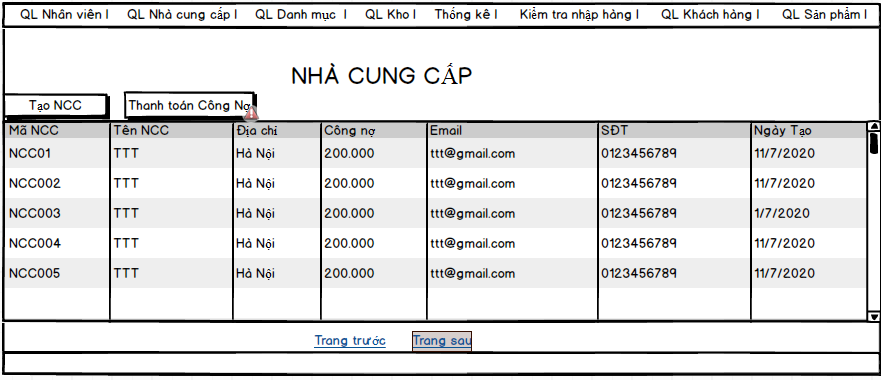 QL Nhân viên | QL Nhà cung cấp | QL Danh mục | QL Kho | Thống kê | Kiểm tra nhập hàng | QL Khách hàng | QL Sản phẩm |
NHÀ CUNG CẤP
Tạo NCC Thanh toán Công Nợ
Mã NCC Tên NCC Địa chỉ Công nợ Email SĐT Ngày Tạo
NCC01 TTT Hà Nội 200.000 ttt@gmail.com 0123456789 11/7/2020
NCC002 TTT Hà Nội 200.000 ttt@gmail.com 0123456789 11/7/2020
NCC003 TTT Hà Nội 200.000 ttt@gmail.com 0123456789 1/7/2020
NCC004 TTT Hà Nội 200.000 ttt@gmail.com 0123456789 11/7/2020
NCC005 TTT Hà Nội 200.000 ttt@gmail.com 0123456789 11/7/2020
Trang trước Trang sau